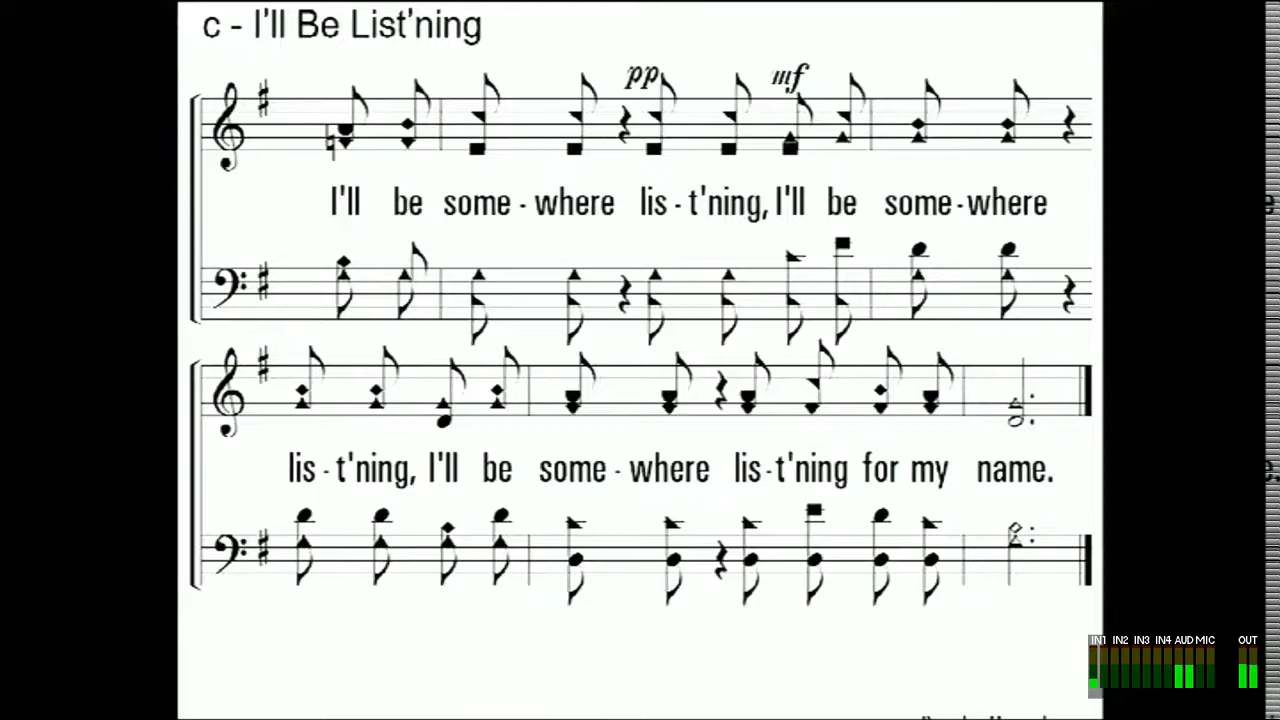 c - I'll Be List'ning
pp mf
I'll be some - where lis - t'ning, I'll be some - where
lis - t'ning, I'll be some - where lis - t'ning for my name.
IN1 IN2 IN3 IN4 AUD MIC OUT